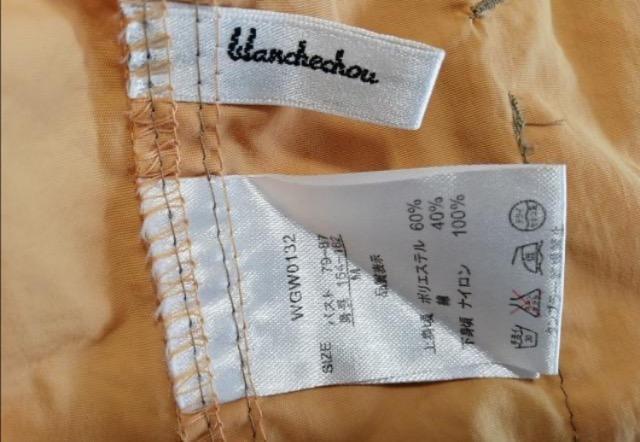 blanchechou
WGW0132
SIZE バスト 79-87
身長 154-162
品質表示
上身頃 ポリエステル 60%
綿 40%
下身頃 ナイロン 100%